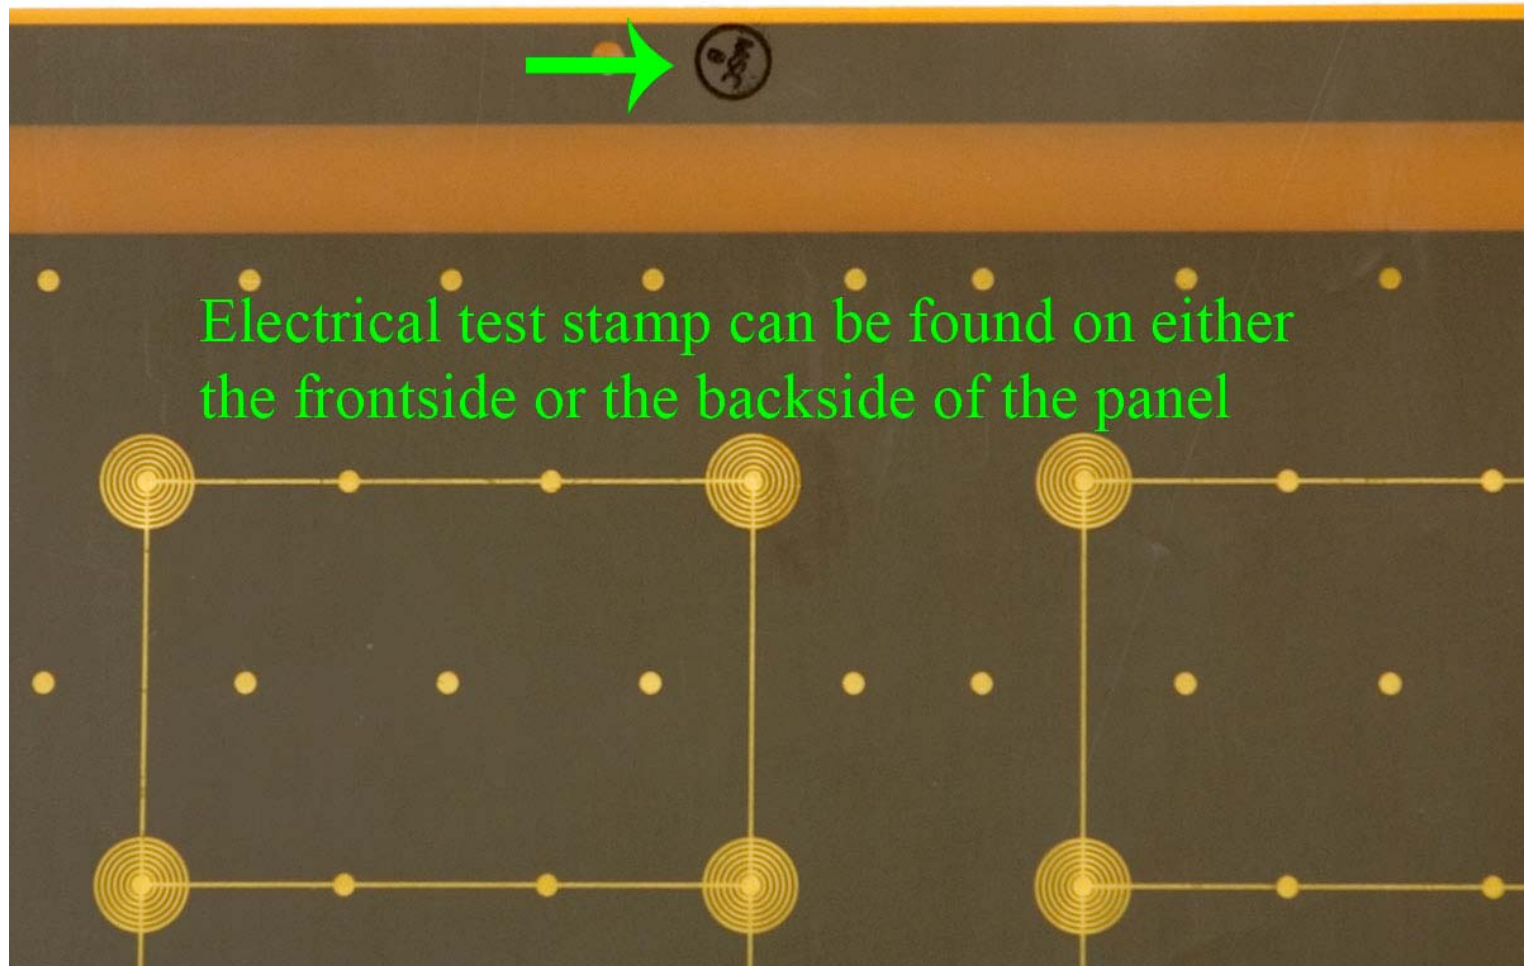 Electrical test stamp can be found on either
the frontside or the backside of the panel